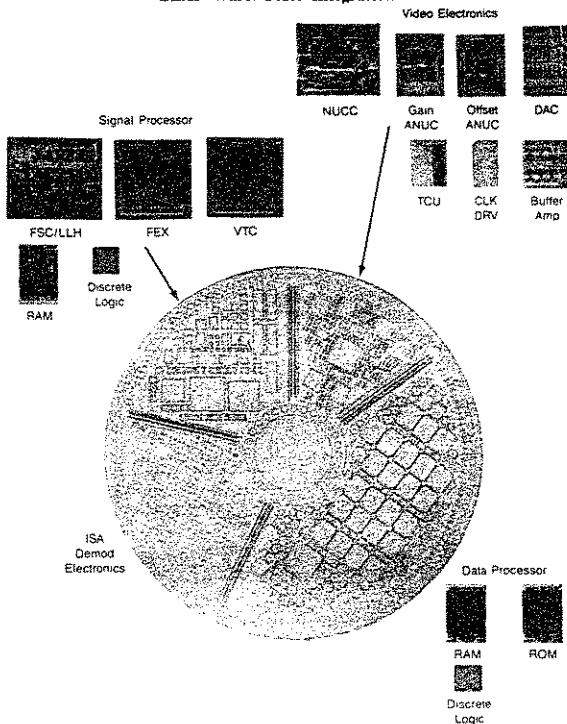 Video Electronics
NUCC
Gain
ANUC
Offset
ANUC
DAC
TCU
CLK
DRV
Buffer
Amp
Signal Processor
FSC/LLH
FEX
VTC
RAM
Discrete
Logic
ISA
Demod
Electronics
Data Processor
RAM
ROM
Discrete
Logic